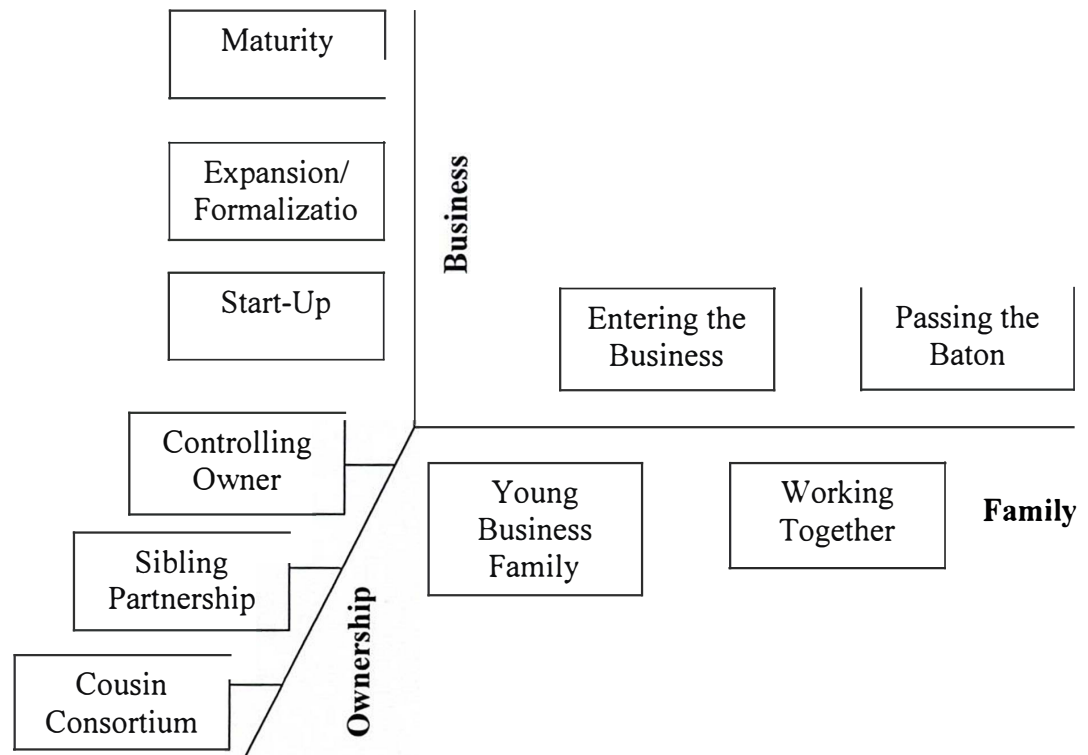 Maturity
Expansion/
Formalizatio
Business
Start-Up
Entering the
Business
Passing the
Baton
Controlling
Owner
Young
Business
Family
Working
Together
Family
Sibling
Partnership
Ownership
Cousin
Consortium